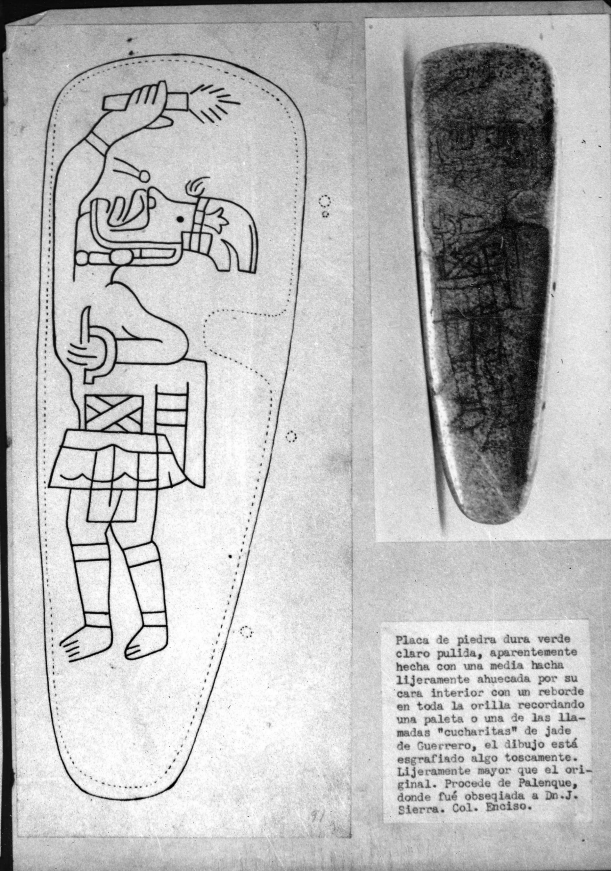 Placa de piedra dura verde
claro pulida, aparentemente
hecha con una media hacha
lijeramente ahuecada por su
cara interior con un reborde
en toda la orilla recordando
una paleta o una de las lla-
madas "cucharitas" de jade
de Guerrero, el dibujo está
esgrafiado algo toscamente.
Lijeramente mayor que el ori-
ginal. Procede de Palenque,
donde fué obseqiada a Dn.J.
Sierra. Col. Enciso.